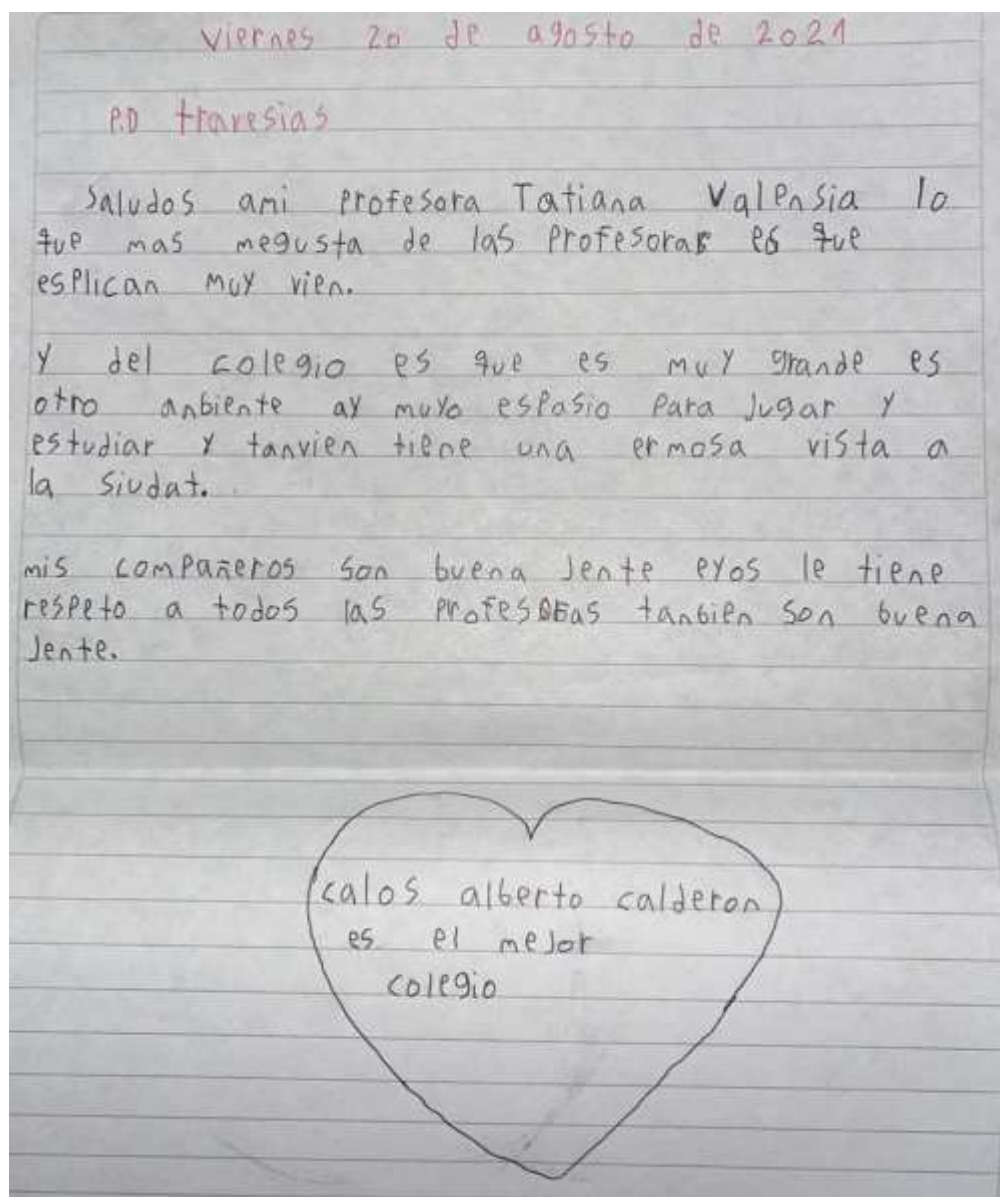 viernes 20 de agosto de 2021
P.D travesias
Saludos ami profesora Tatiana Valensia lo
que mas megusta de las profesoras es que
esplican muy vien.
y del colegio es que es muy grande es
otro anbiente ay muyo espasio para jugar y
estudiar y tanvien tiene una ermosa vista a
la siudat.
mis compañeros son buena jente eyos le tiene
respeto a todos las profesoras tanbien son buena
jente.
calos alberto calderon
es el mejor
colegio